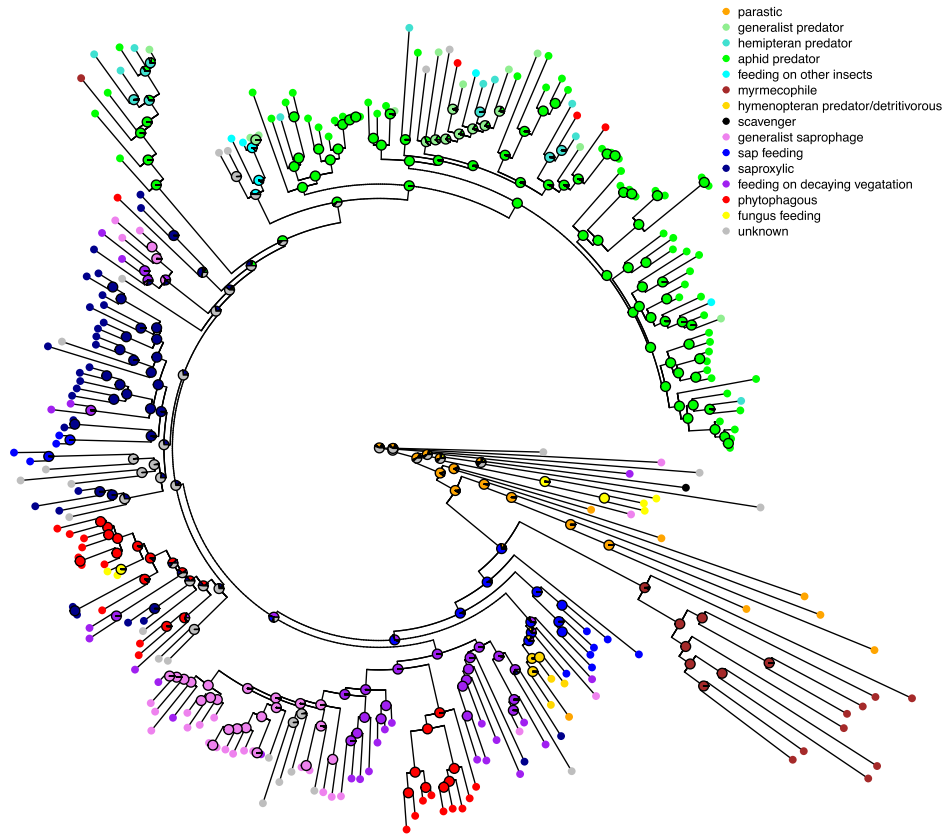 parastic
generalist predator
hemipteran predator
aphid predator
feeding on other insects
myrmecophile
hymenopteran predator/detritivorous
scavenger
generalist saprophage
sap feeding
saproxylic
feeding on decaying vegatation
phytophagous
fungus feeding
unknown